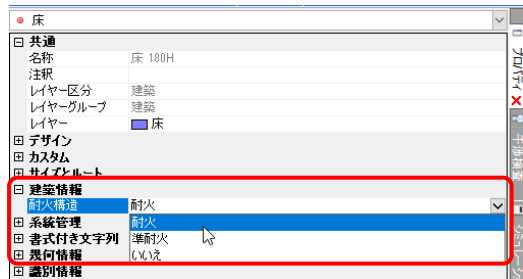 床
共通
名称 床 180H
注釈
レイヤー区分 建築
レイヤーグループ 建築
レイヤー 床
デザイン
カスタム
サイズとルート
建築情報
耐火構造 耐火
系統管理 耐火
書式付き文字列 準耐火
幾何情報 いいえ
識別情報
プロパティ
干渉検査